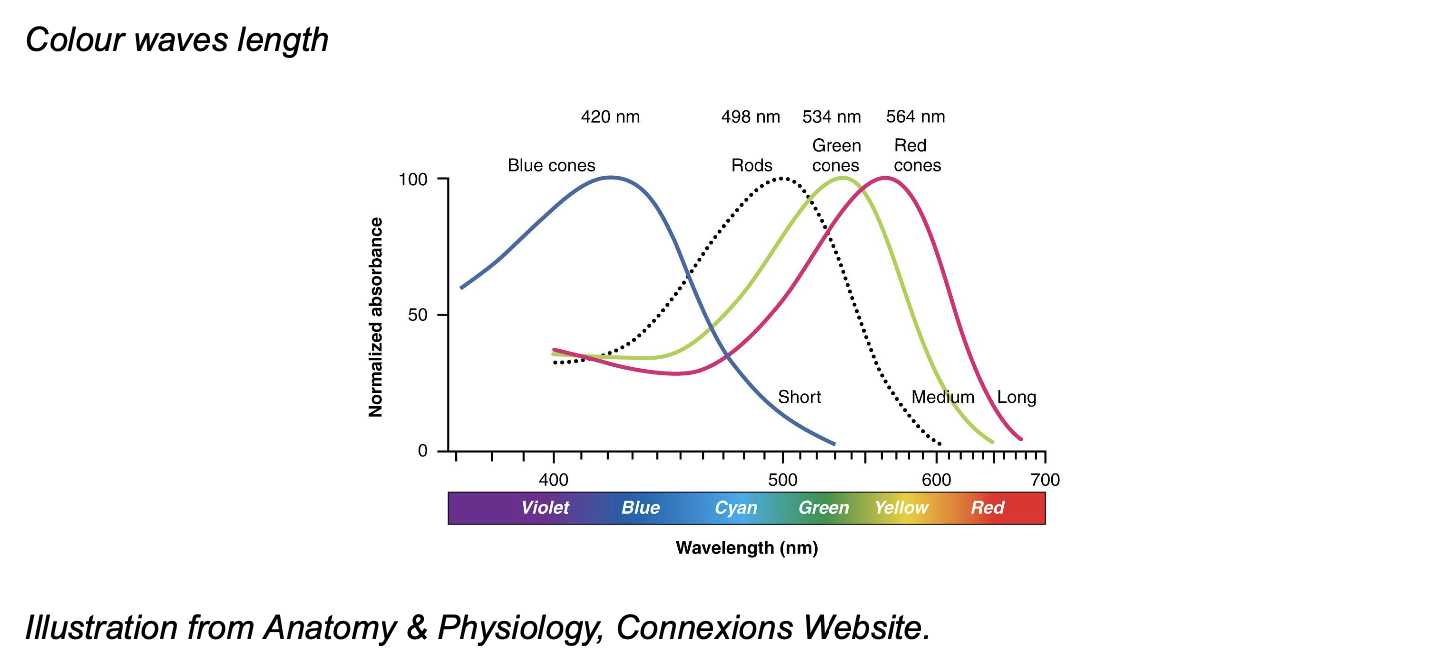 Colour waves length
420 nm 498 nm 534 nm 564 nm
Blue cones Rods Green cones Red cones
100
50
0
Normalized absorbance
Short Medium Long
400 500 600 700
Violet Blue Cyan Green Yellow Red
Wavelength (nm)
Illustration from Anatomy & Physiology, Connexions Website.